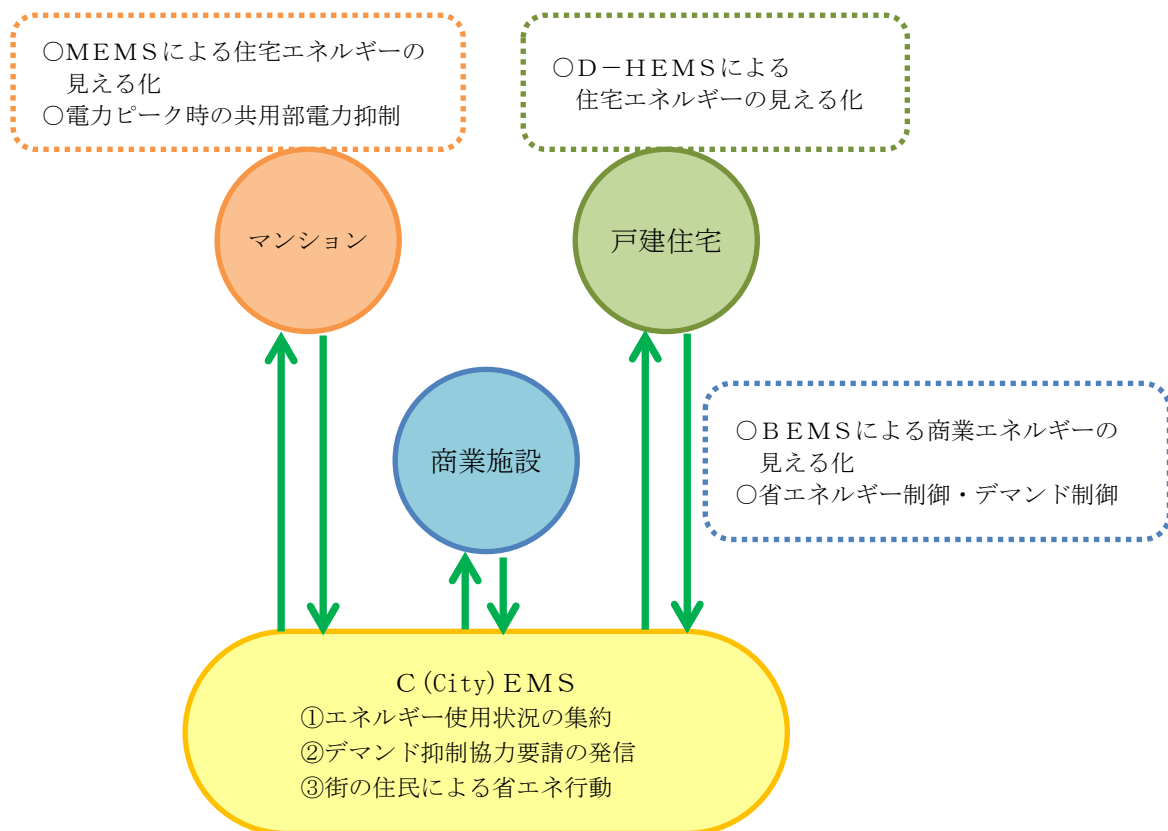 ○ＭＥＭＳによる住宅エネルギーの
見える化
○電力ピーク時の共用部電力抑制
○Ｄ－ＨＥＭＳによる
住宅エネルギーの見える化
マンション
戸建住宅
商業施設
○ＢＥＭＳによる商業エネルギーの
見える化
○省エネルギー制御・デマンド制御
Ｃ(City)ＥＭＳ
①エネルギー使用状況の集約
②デマンド抑制協力要請の発信
③街の住民による省エネ行動